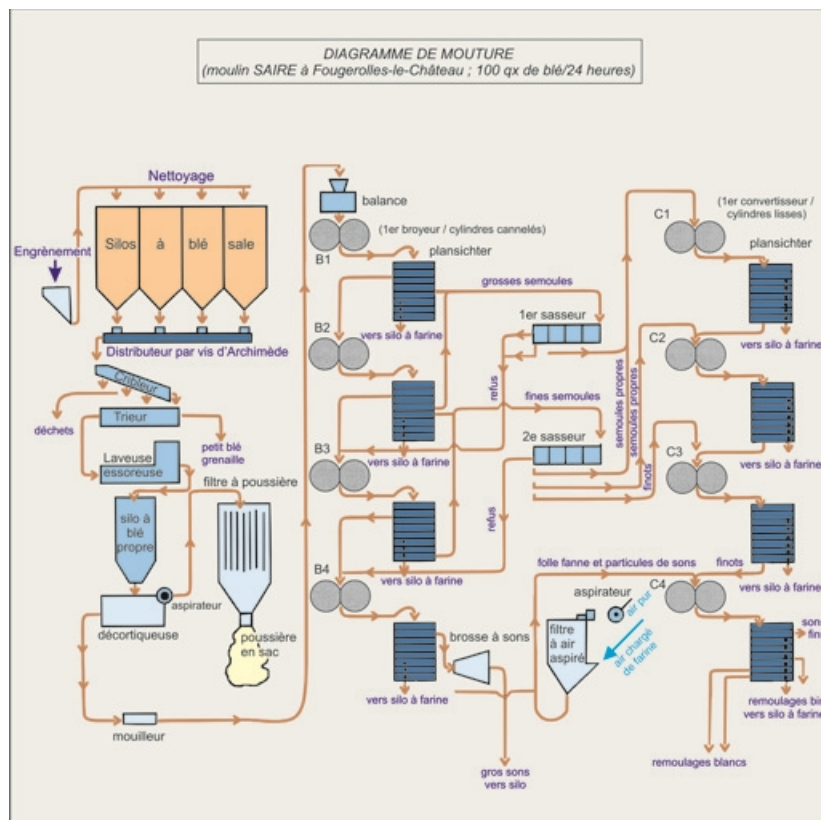 DIAGRAMME DE MOUTURE
(moulin SAIRE à Fougerolles-le-Château ; 100 qx de blé/24 heures)
Nettoyage
Engrènement
Silos à blé sale
Distributeur par vis d'Archimède
Cribleur
déchets
Trieur
petit blé
grenaille
Laveuse
essoreuse
filtre à poussière
silo à
blé
propre
aspirateur
décortiqueuse
poussière
en sac
mouilleur
balance
(1er broyeur / cylindres cannelés)
B1
plansichter
grosses semoules
vers silo à farine
B2
1er sasseur
refus
fines semoules
vers silo à farine
B3
2e sasseur
refus
vers silo à farine
B4
brosse à sons
vers silo à farine
gros sons
vers silo
semoules propres
semoules propres
finots
C1
(1er convertisseur /
cylindres lisses)
plansichter
vers silo à farine
C2
vers silo à farine
C3
vers silo à farine
folle fanne et particules de sons
finots
C4
aspirateur
air pur
filtre
à air
aspiré
air chargé
de farine
sons
fin
remoulages bi
vers silo à farine
remoulages blancs